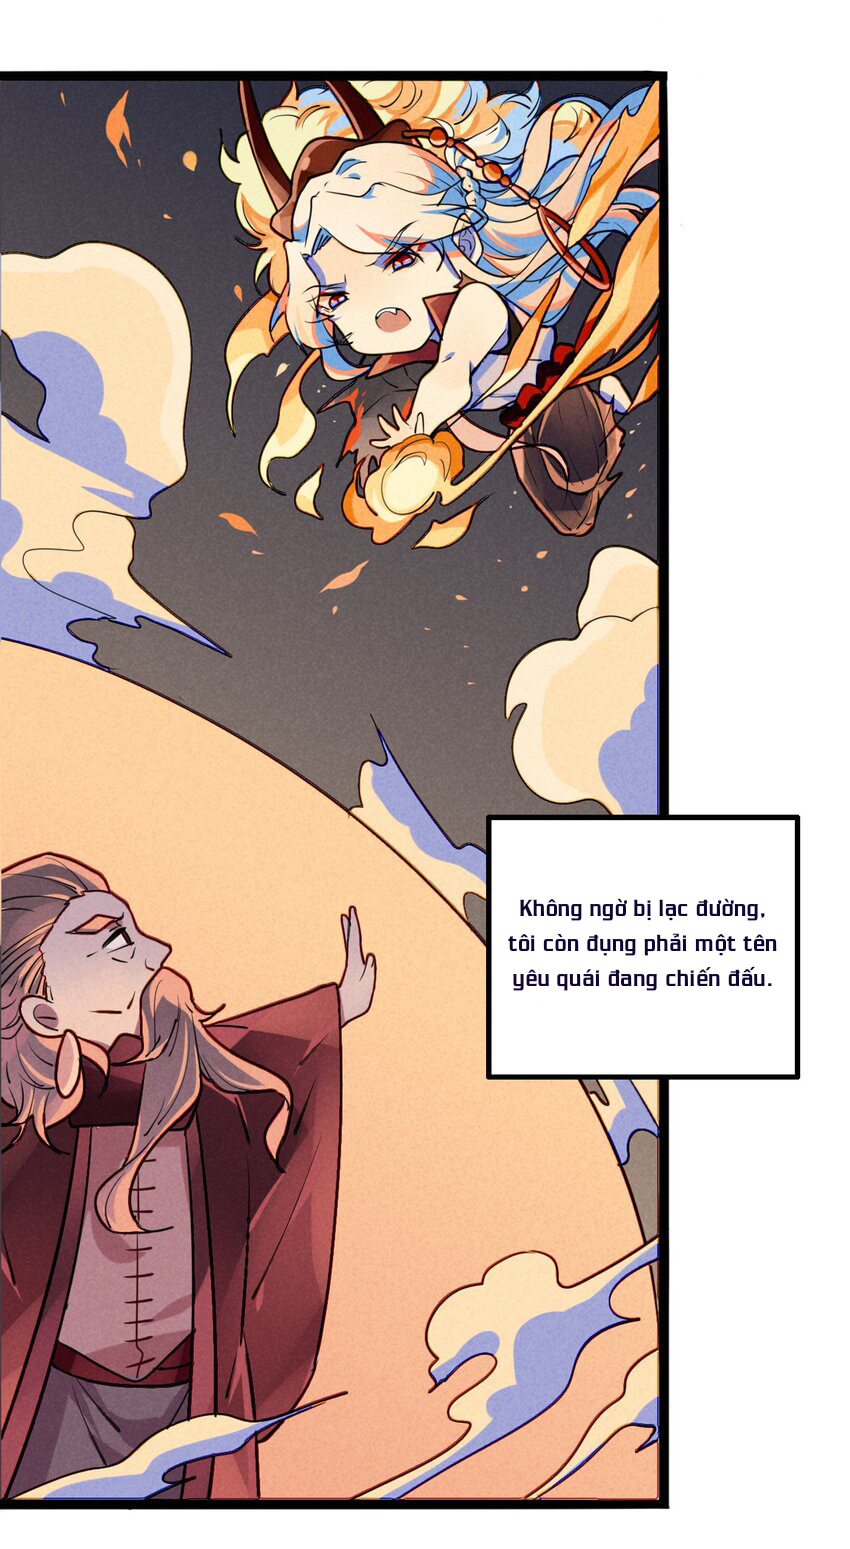 Không ngờ bị lạc đường,
tôi còn đụng phải một tên
yêu quái đang chiến đấu.